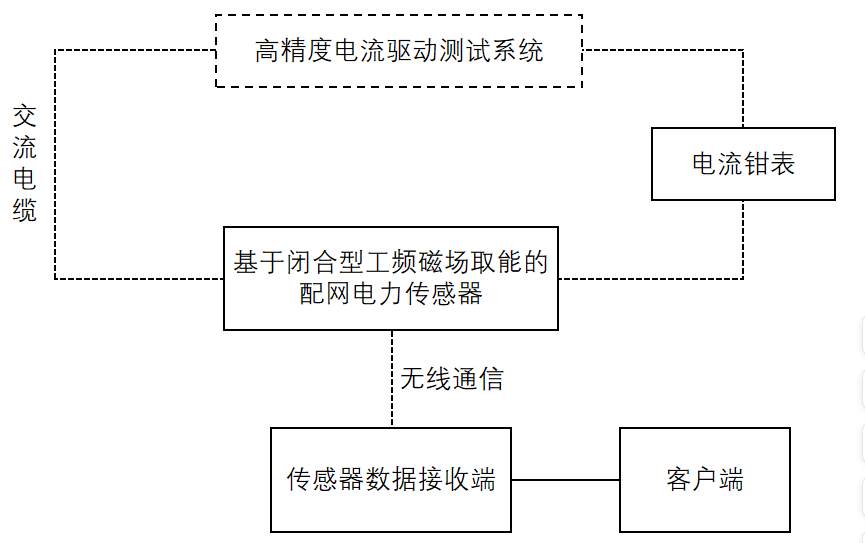 高精度电流驱动测试系统
交流电缆
电流钳表
基于闭合型工频磁场取能的
配网电力传感器
无线通信
传感器数据接收端
客户端